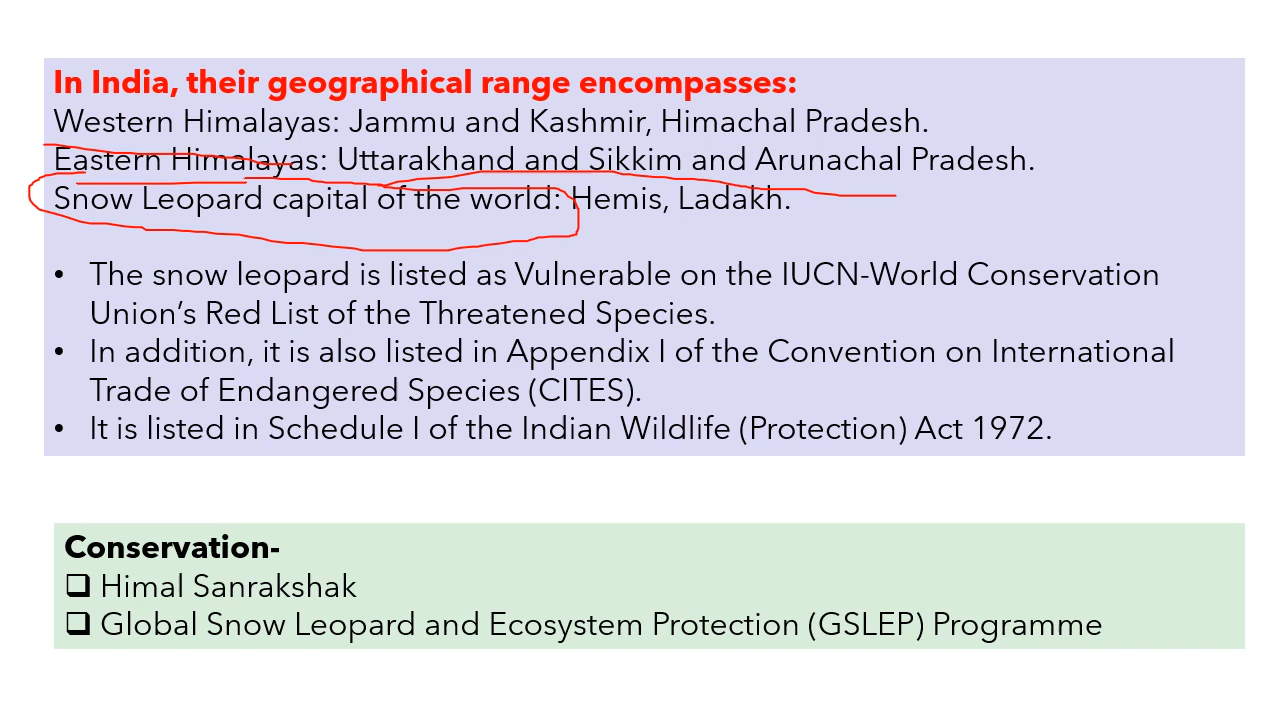 In India, their geographical range encompasses:
Western Himalayas: Jammu and Kashmir, Himachal Pradesh.
Eastern Himalayas: Uttarakhand and Sikkim and Arunachal Pradesh.
Snow Leopard capital of the world: Hemis, Ladakh.
• The snow leopard is listed as Vulnerable on the IUCN-World Conservation
Union’s Red List of the Threatened Species.
• In addition, it is also listed in Appendix I of the Convention on International
Trade of Endangered Species (CITES).
• It is listed in Schedule I of the Indian Wildlife (Protection) Act 1972.
Conservation-
❑ Himal Sanrakshak
❑ Global Snow Leopard and Ecosystem Protection (GSLEP) Programme